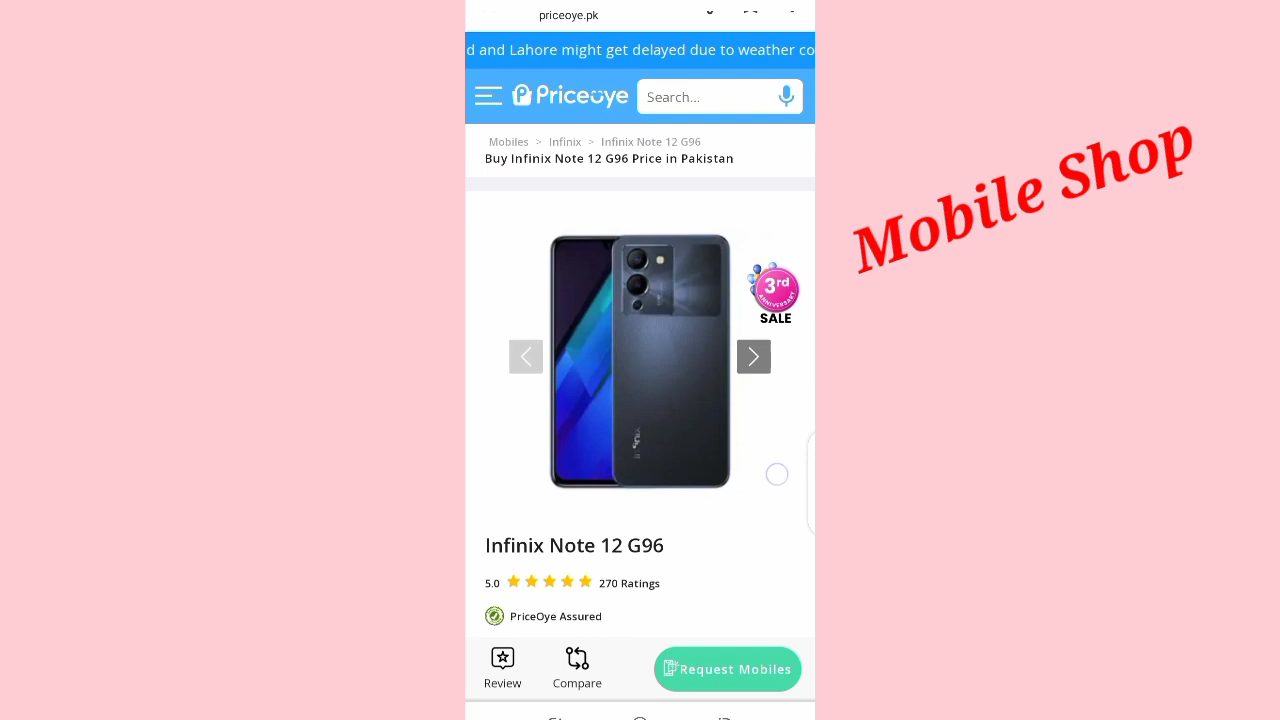 priceoye.pk
d and Lahore might get delayed due to weather co
PriceOye
Search...
Mobiles > Infinix > Infinix Note 12 G96
Buy Infinix Note 12 G96 Price in Pakistan
Mobile Shop
3rd
ANNIVERSARY
SALE
Infinix
Infinix Note 12 G96
5.0 270 Ratings
PriceOye Assured
Review
Compare
Request Mobiles